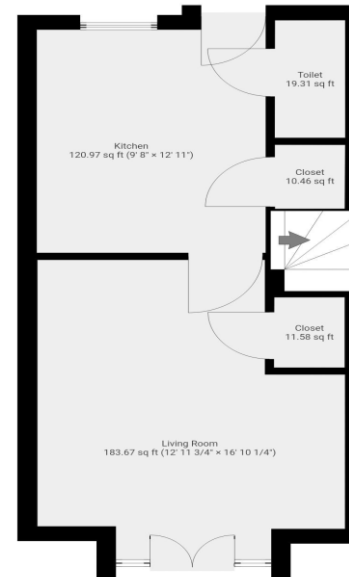 Toilet
19.31 sq ft
Kitchen
120.97 sq ft (9' 8" × 12' 11")
Closet
10.46 sq ft
Closet
11.58 sq ft
Living Room
183.67 sq ft (12' 11 3/4" × 16' 10 1/4")